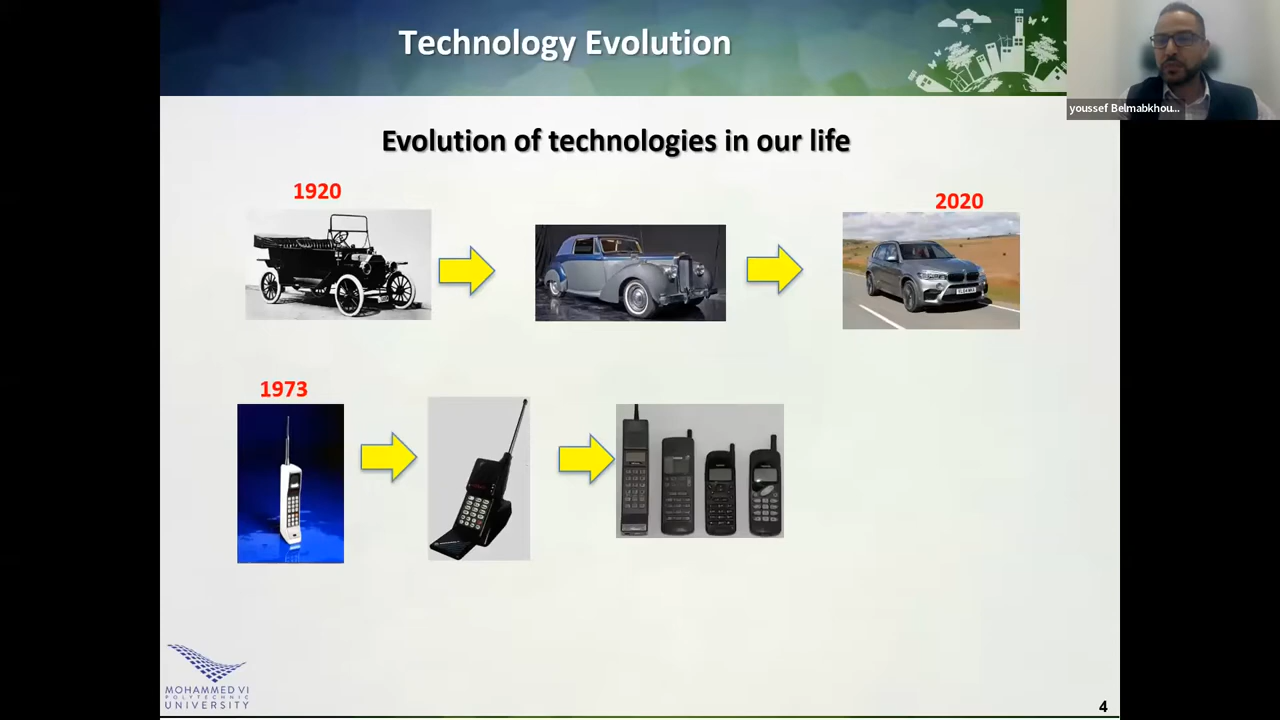 Technology Evolution
youssef Belmabkhou...
Evolution of technologies in our life
1920
2020
1973
MOHAMMED VI
POLYTECHNIC
UNIVERSITY
4